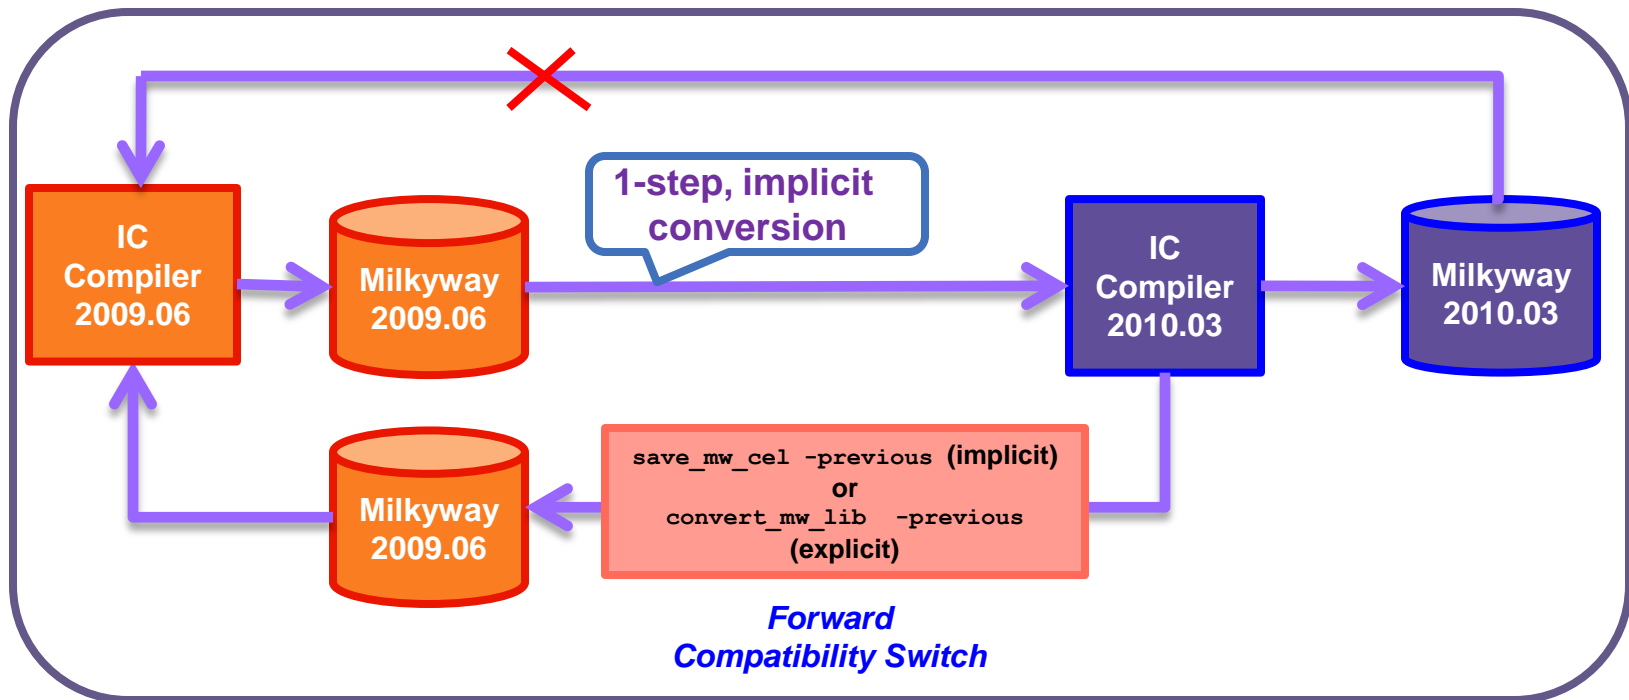 1-step, implicit
conversion
IC
Compiler
2009.06
Milkyway
2009.06
IC
Compiler
2010.03
Milkyway
2010.03
Milkyway
2009.06
save_mw_cel -previous (implicit)
or
convert_mw_lib -previous
(explicit)
Forward
Compatibility Switch